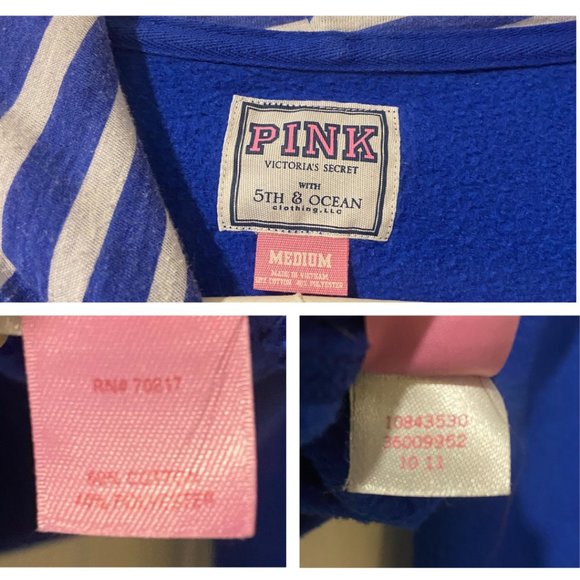 PINK
VICTORIA'S SECRET
WITH
5TH & OCEAN
clothing, LLC
MEDIUM
MADE IN VIETNAM
60% COTTON 40% POLYESTER
RN# 70817
60% COTTON
40% POLYESTER
10843530
36009952
10 11